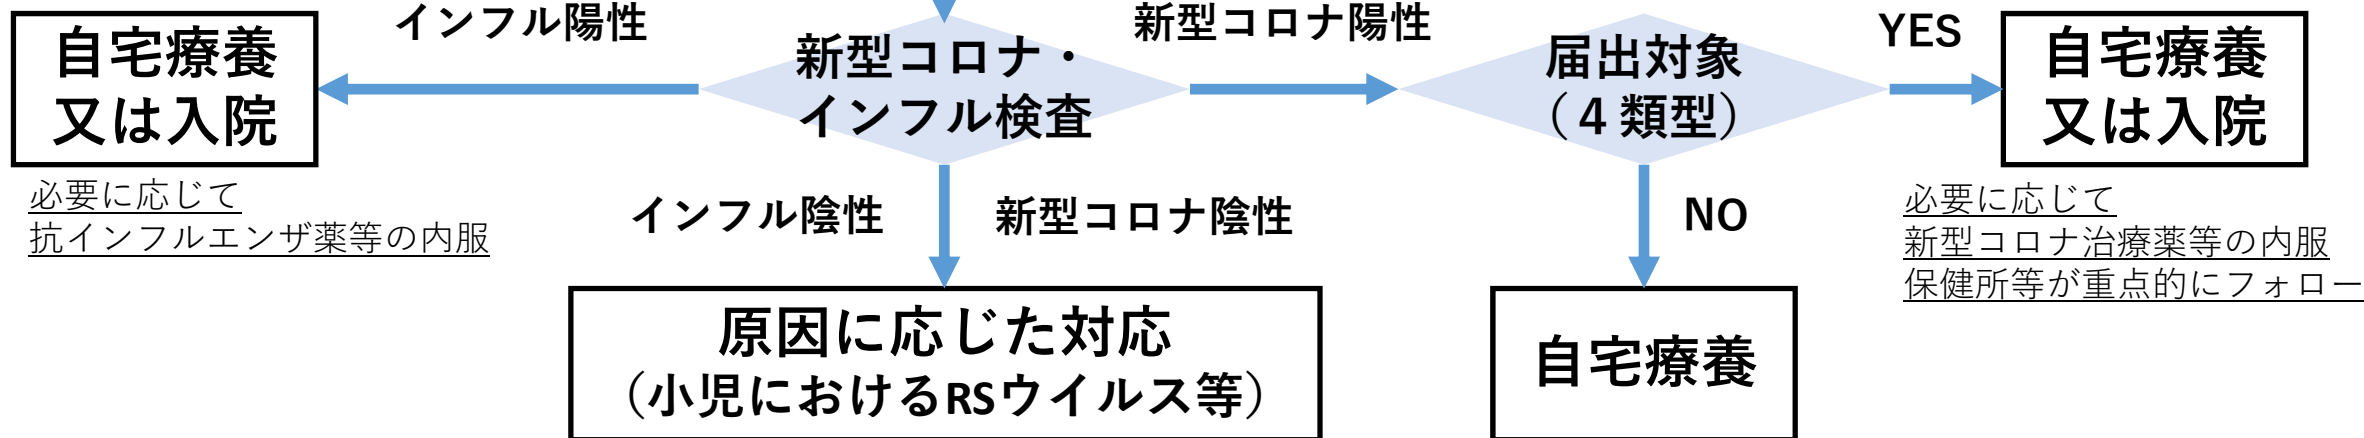 インフル陽性
新型コロナ陽性
YES
自宅療養
又は入院
新型コロナ・
インフル検査
届出対象
（４類型）
自宅療養
又は入院
必要に応じて
抗インフルエンザ薬等の内服
インフル陰性
新型コロナ陰性
NO
必要に応じて
新型コロナ治療薬等の内服
保健所等が重点的にフォロー
原因に応じた対応
（小児におけるRSウイルス等）
自宅療養